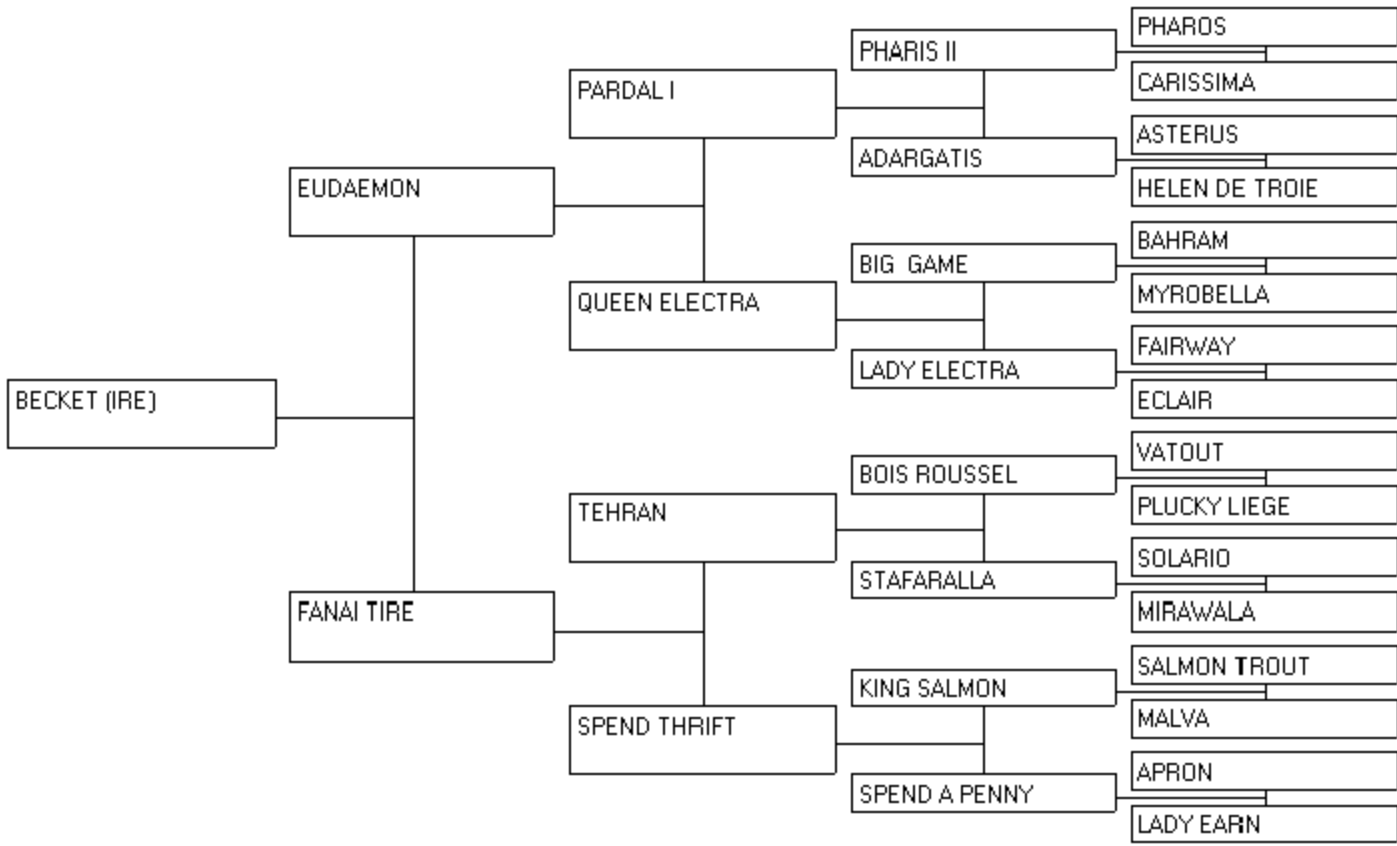 PHAROS
PHARIS II
CARISSIMA
PARDAL I
ASTERUS
ADARGATIS
HELEN DE TROIE
EUDAEMON
BAHRAM
BIG  GAME
MYROBELLA
QUEEN ELECTRA
FAIRWAY
LADY ELECTRA
ECLAIR
BECKET (IRE)
VATOUT
BOIS ROUSSEL
PLUCKY LIEGE
TEHRAN
SOLARIO
STAFARALLA
MIRAWALA
FANAI TIRE
SALMON TROUT
KING SALMON
MALVA
SPEND THRIFT
APRON
SPEND A PENNY
LADY EARN